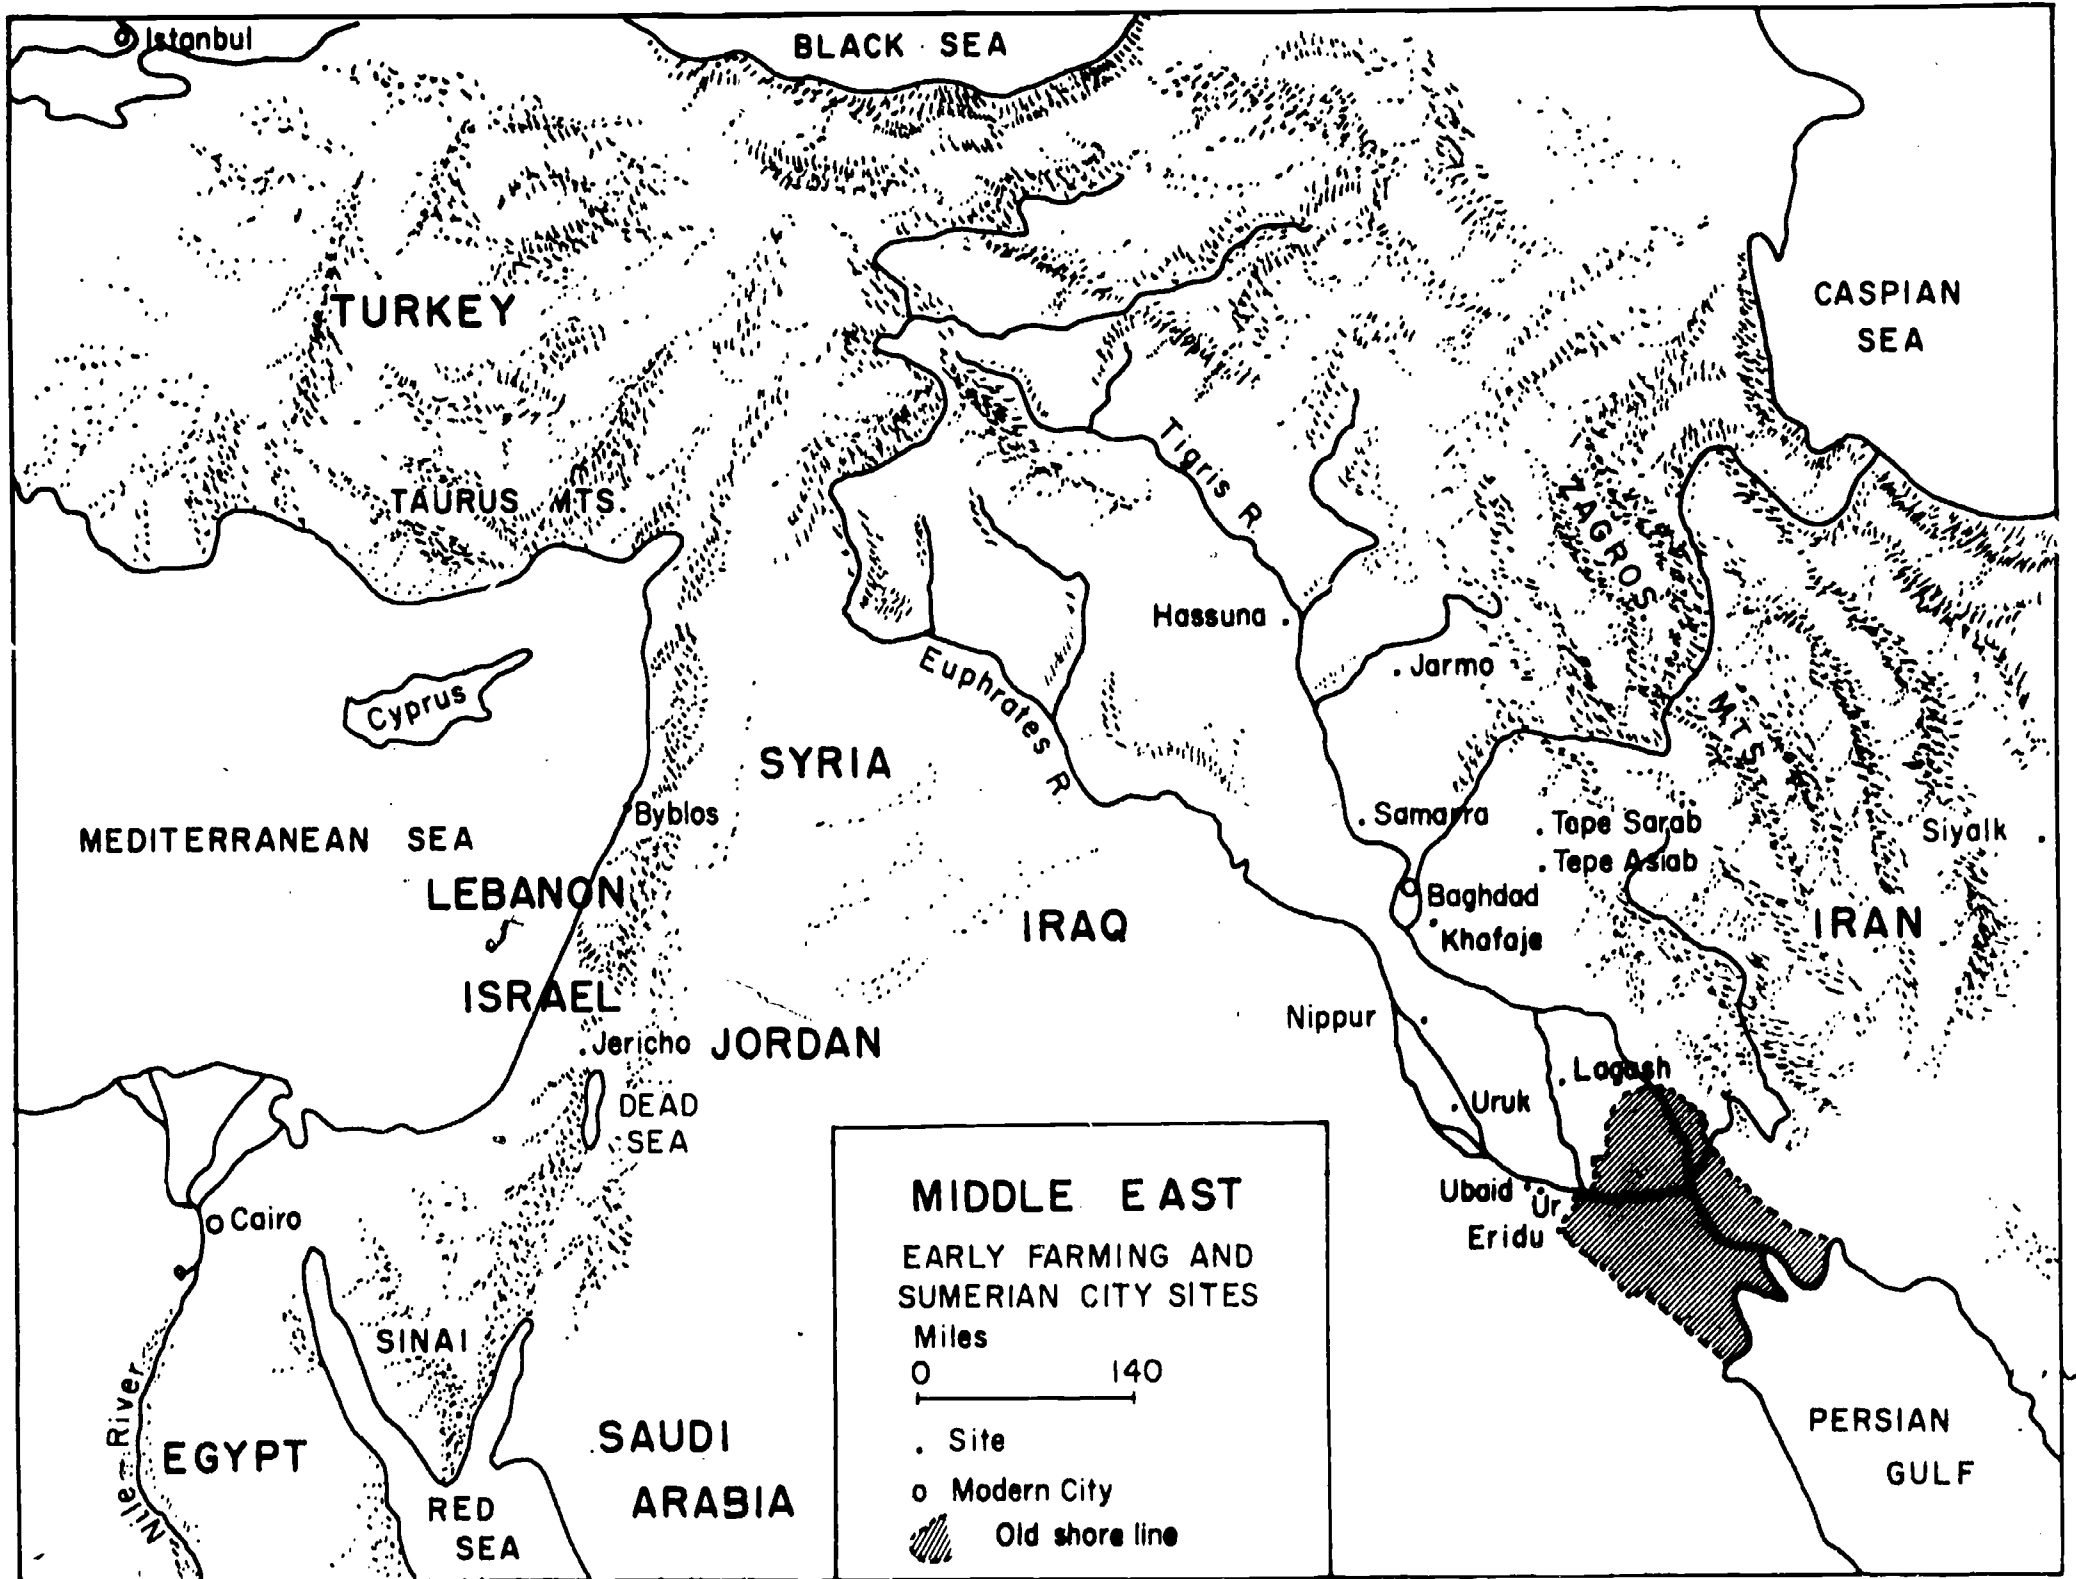 Istanbul
BLACK SEA
CASPIAN
SEA
TURKEY
TAURUS MTS.
Tigris R.
ZAGROS
MTS.
Hassuna
Jarmo
Cyprus
Euphrates R.
SYRIA
Byblos
Samarra
Tape Sarab
Siyalk
MEDITERRANEAN SEA
Tepe Asiab
LEBANON
Baghdad
IRAQ
IRAN
Khafaje
ISRAEL
Nippur
Jericho
JORDAN
Lagash
DEAD
SEA
Uruk
Ubaid
Ur
Eridu
Cairo
MIDDLE EAST
EARLY FARMING AND
SUMERIAN CITY SITES
Miles
0 140
Site
Modern City
Old shore line
SINAI
Nile River
EGYPT
SAUDI
ARABIA
RED
SEA
PERSIAN
GULF